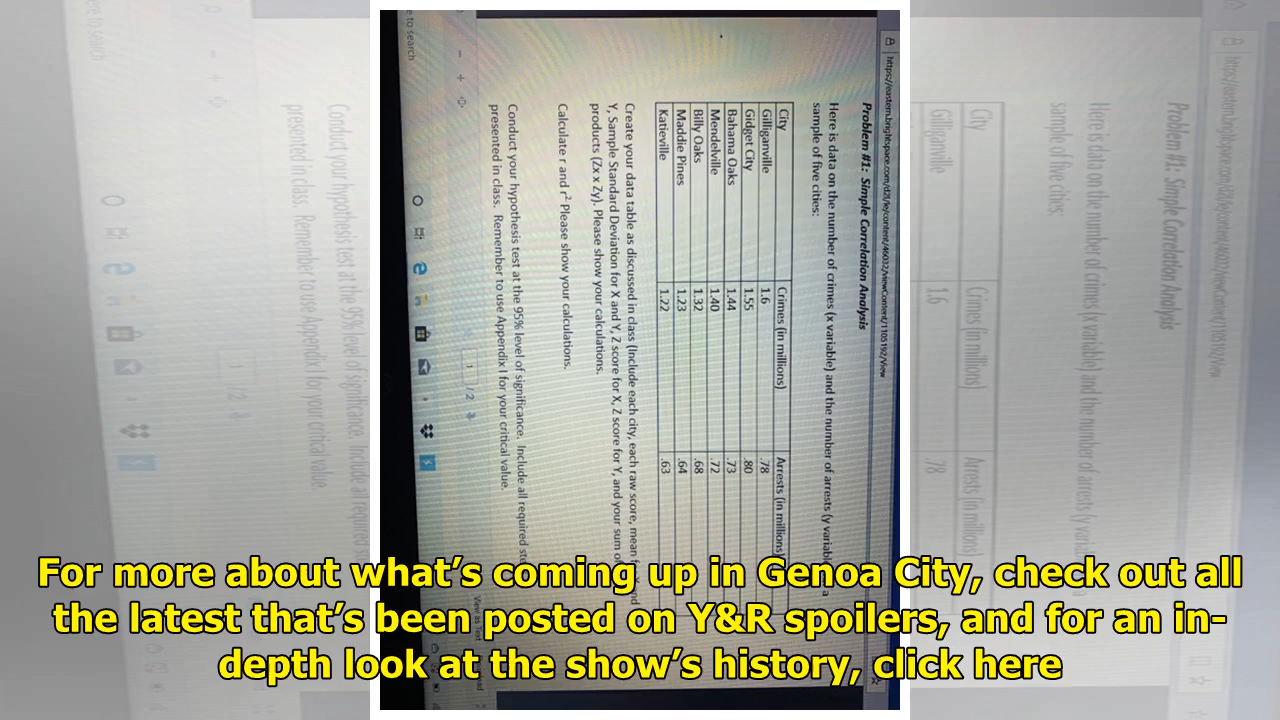 https://eastern.brightspace.com/d2l/le/content/46032/viewContent/1105192/View
Problem #1: Simple Correlation Analysis
Here is data on the number of crimes (x variable) and the number of arrests (y variable a
sample of five cities:
City Crimes (in millions) Arrests (in millions)
Gilliganville 1.6 .78
Gidget City 1.55 .80
Bahama Oaks 1.44 .73
Mendelville 1.40 .72
Billy Oaks 1.32 .68
Maddie Pines 1.23 .64
Katieville 1.22 .63
Create your data table as discussed in class (Include each city, each raw score, mean nd
Y, Sample Standard Deviation for X and Y, Z score for X, Z score for Y, and your sum o
products (Zx x Zy). Please show your calculations.
Calculate r and r² Please show your calculations.
Conduct your hypothesis test at the 95% level of significance. Include all required ste
presented in class. Remember to use Appendix I for your critical value.
1 /2
e to search
For more about what’s coming up in Genoa City, check out all
the latest that’s been posted on Y&R spoilers, and for an in-
depth look at the show’s history, click here